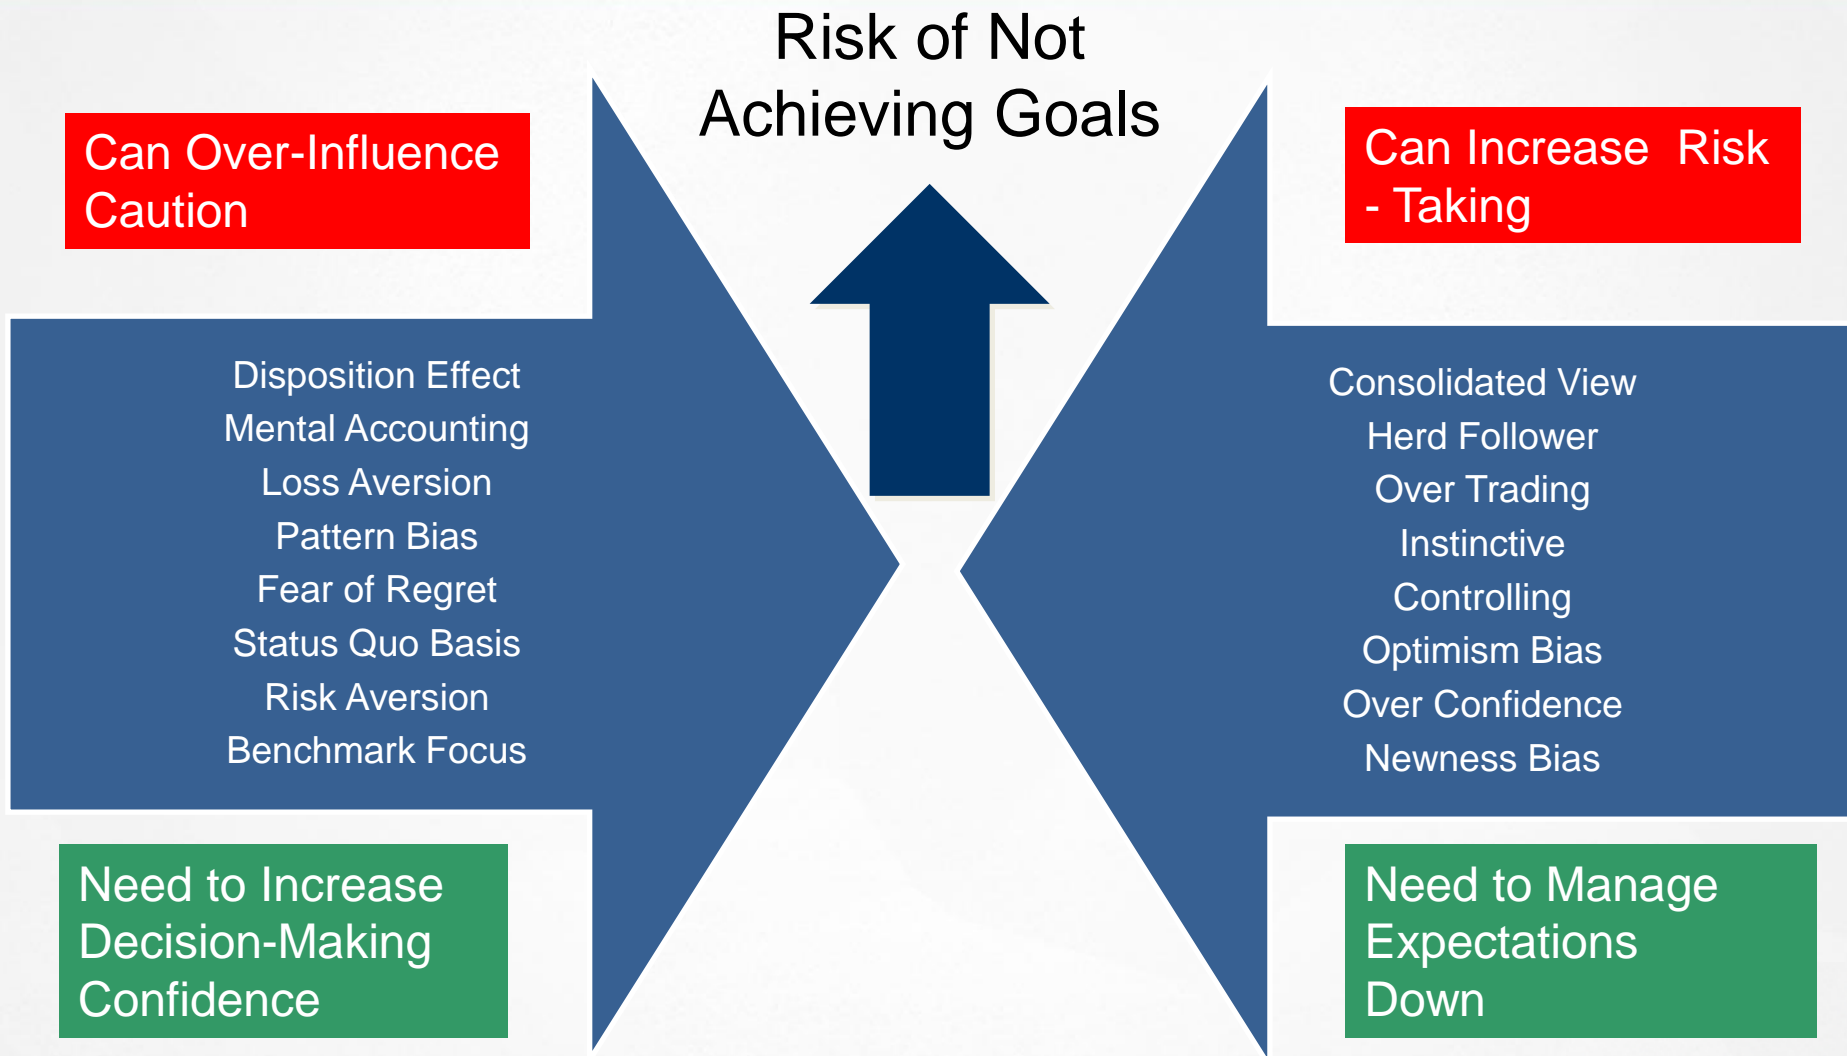 Risk of Not
Achieving Goals
Can Over-Influence
Caution
Can Increase  Risk
- Taking
Disposition Effect
Mental Accounting
Loss Aversion
Pattern Bias
Fear of Regret
Status Quo Basis
Risk Aversion
Benchmark Focus
Consolidated View
Herd Follower
Over Trading
Instinctive
Controlling
Optimism Bias
Over Confidence
Newness Bias
Need to Increase
Decision-Making
Confidence
Need to Manage
Expectations
Down